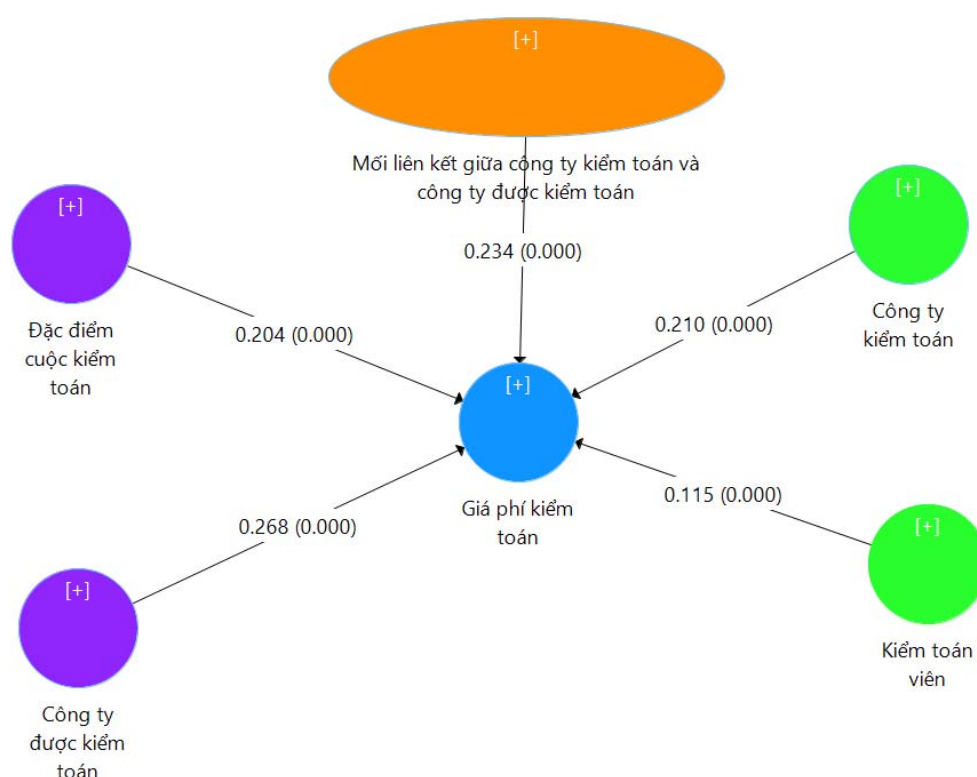 [+]
Mối liên kết giữa công ty kiểm toán và
công ty được kiểm toán
[+]
Đặc điểm
cuộc kiểm
toán
[+]
Công ty
kiểm toán
0.234 (0.000)
0.204 (0.000)
0.210 (0.000)
[+]
Giá phí kiểm
toán
0.268 (0.000)
0.115 (0.000)
[+]
Kiểm toán
viên
[+]
Công ty
được kiểm
toán